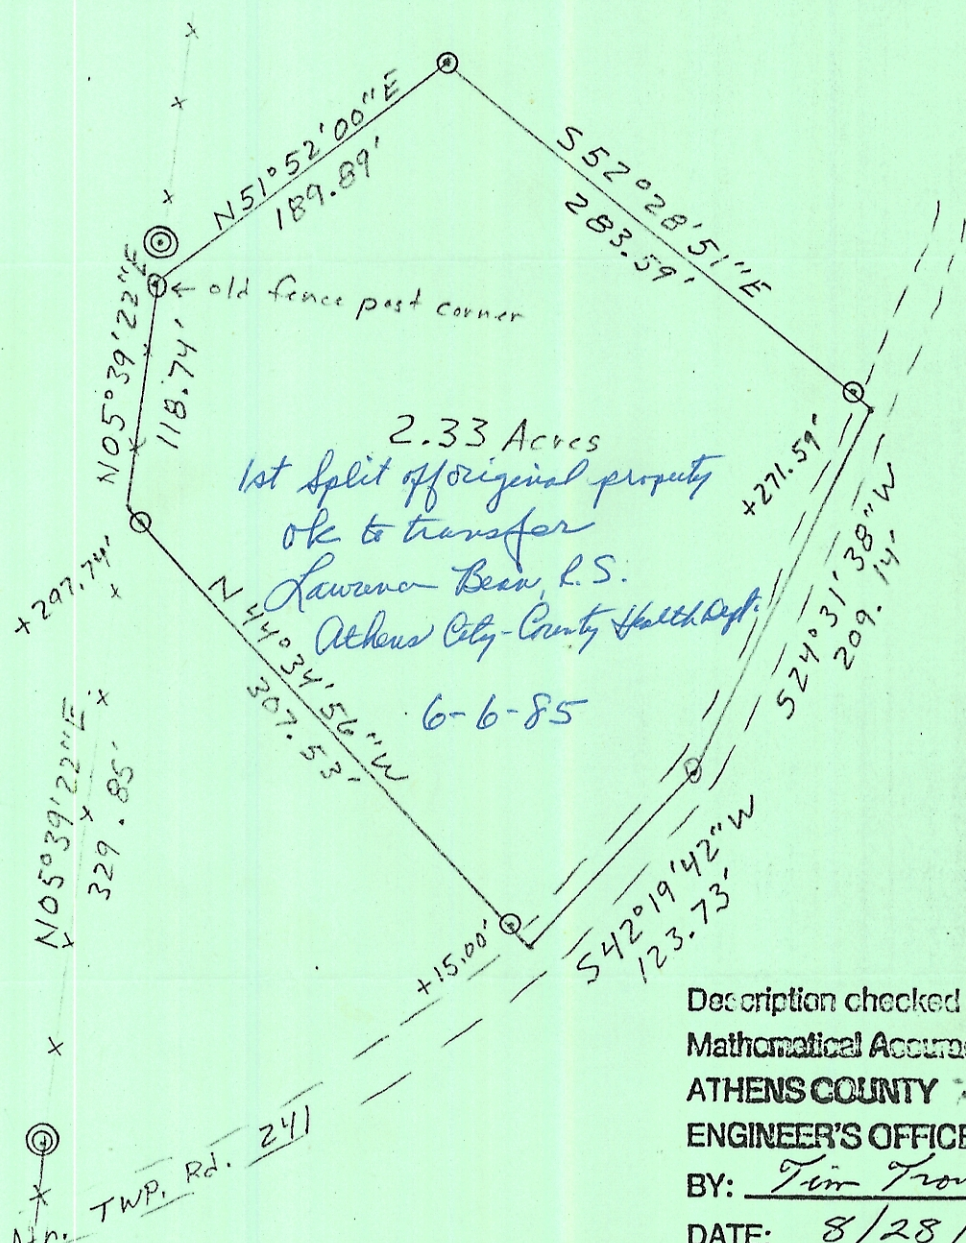 N51°52'00"E
189.89'
S52°28'51"E
283.59'
N05°39'22"E
118.74'
← old fence post corner
2.33 Acres
1st Split off original property
ok to transfer
Lawrence Bean, R.S.
Athens City-County Health Dept.
6-6-85
+271.59'
S24°31'38"W
209.14'
+297.74'
N44°34'56"W
307.53'
N05°39'22"E
329.85'
+15.00'
S42°19'42"W
123.73'
TWP. Rd. 241
Description checked
Mathematical
ATHENS COUNTY
ENGINEER'S OFFICE
BY: Tim
DATE: 8/28/